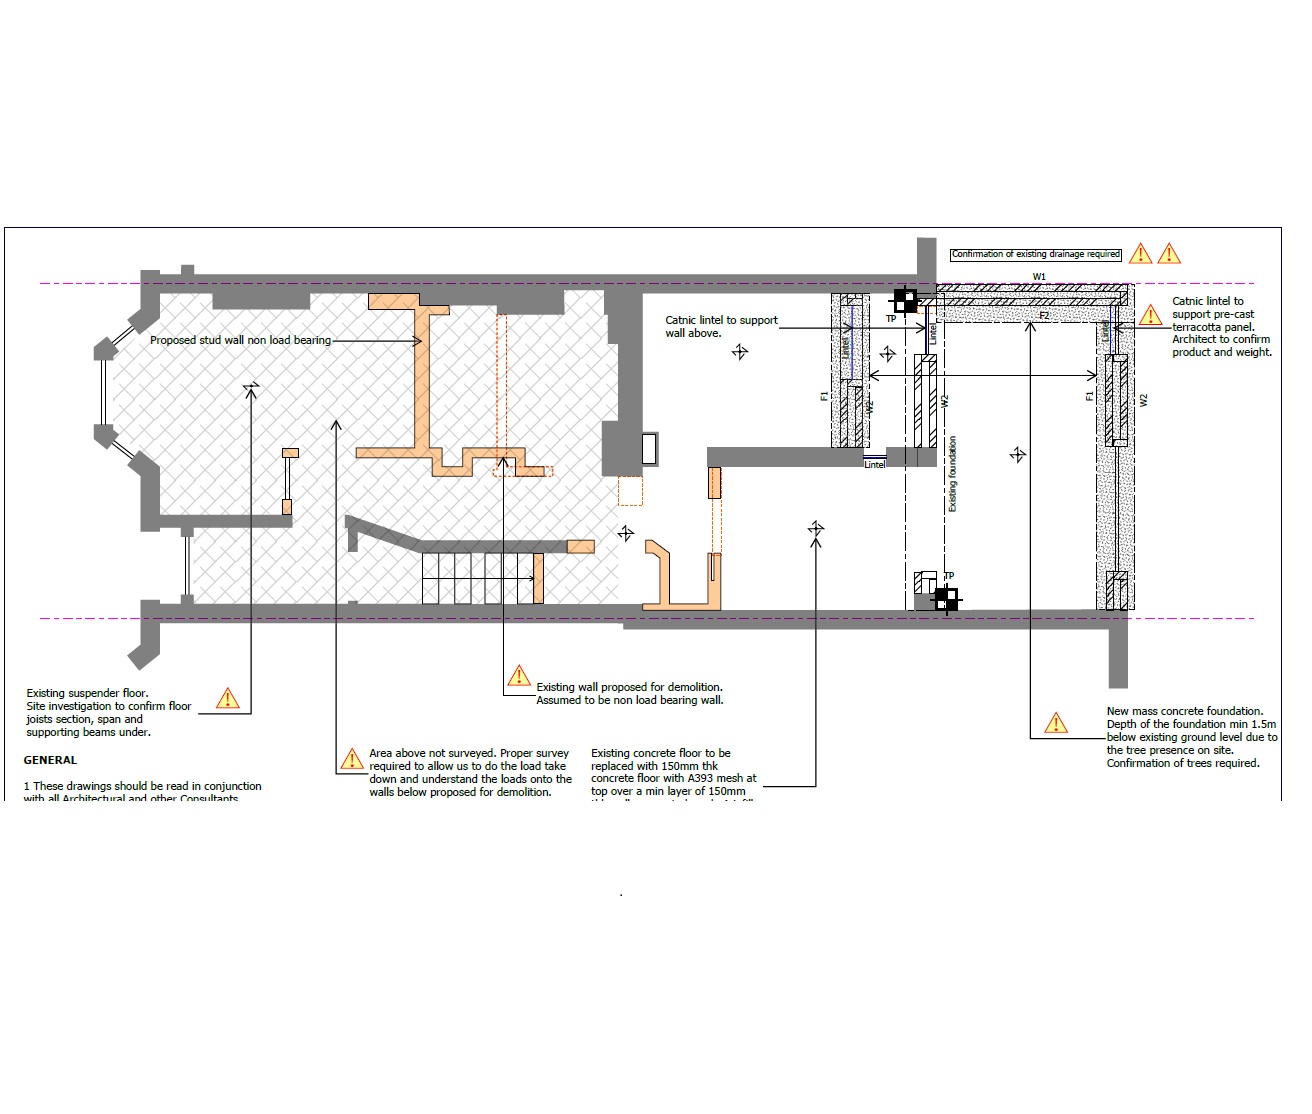 Confirmation of existing drainage required
W1
Catnic lintel to
support pre-cast
terracotta panel.
Architect to confirm
product and weight.
Catnic lintel to support
wall above.
TP
F2
Lintel
Lintel
Lintel
Proposed stud wall non load bearing
F1
W2
W2
F1
W2
Existing foundation
Lintel
TP
Existing suspender floor.
Site investigation to confirm floor
joists section, span and
supporting beams under.
Existing wall proposed for demolition.
Assumed to be non load bearing wall.
New mass concrete foundation.
Depth of the foundation min 1.5m
below existing ground level due to
the tree presence on site.
Confirmation of trees required.
GENERAL
1 These drawings should be read in conjunction
with all Architectural and other Consultants
Area above not surveyed. Proper survey
required to allow us to do the load take
down and understand the loads onto the
walls below proposed for demolition.
Existing concrete floor to be
replaced with 150mm thk
concrete floor with A393 mesh at
top over a min layer of 150mm